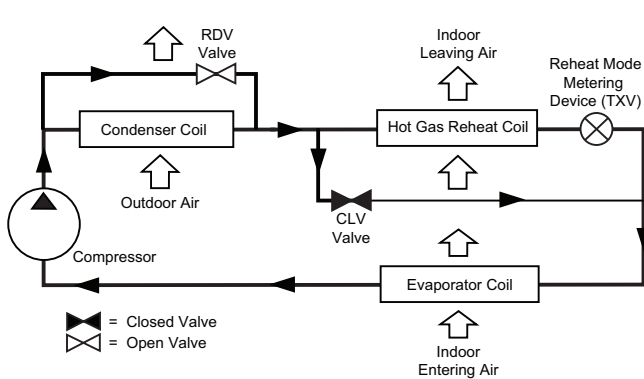 RDV
Valve
Indoor
Leaving Air
Reheat Mode
Metering
Device (TXV)
Condenser Coil
Hot Gas Reheat Coil
Outdoor Air
CLV
Valve
Compressor
Evaporator Coil
= Closed Valve
= Open Valve
Indoor
Entering Air